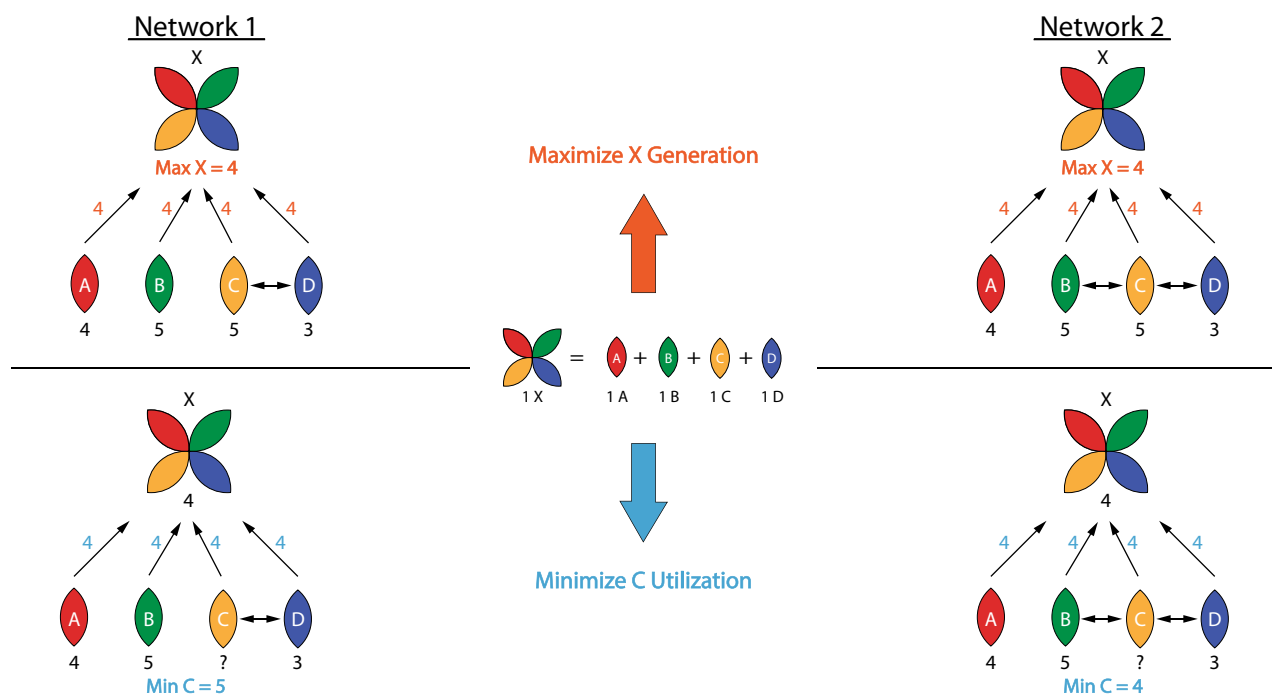 Network 1
X
Max X = 4
4 4 4 4
A B C D
4 5 5 3
X
4
4 4 4 4
A B C D
4 5 ? 3
Min C = 5
Maximize X Generation
= A + B + C + D
1 X 1 A 1 B 1 C 1 D
Minimize C Utilization
Network 2
X
Max X = 4
4 4 4 4
A B C D
4 5 5 3
X
4
4 4 4 4
A B C D
4 5 ? 3
Min C = 4